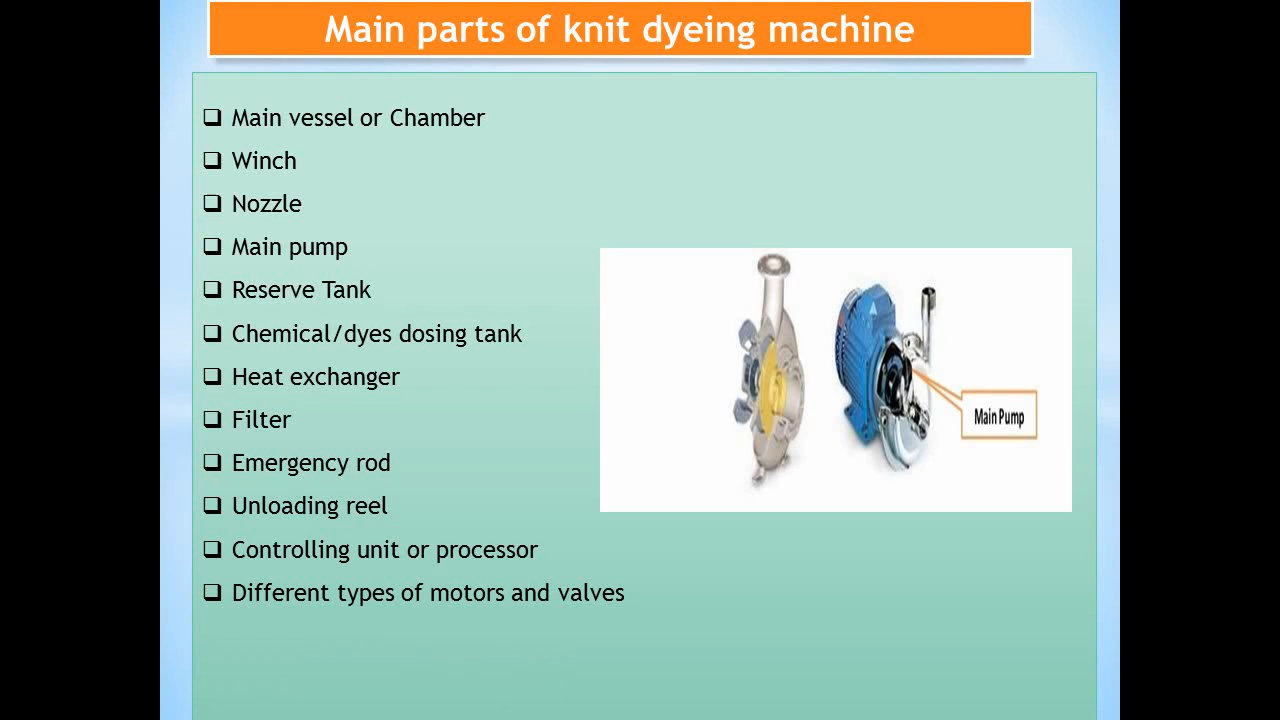 Main parts of knit dyeing machine
Main vessel or Chamber
Winch
Nozzle
Main pump
Reserve Tank
Chemical/dyes dosing tank
Heat exchanger
Filter
Emergency rod
Unloading reel
Controlling unit or processor
Different types of motors and valves
Main Pump